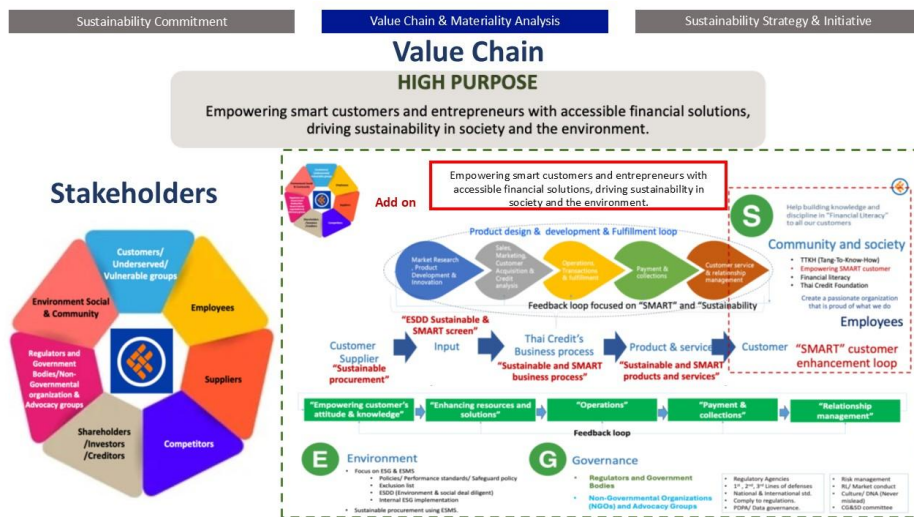 Sustainability Commitment
Value Chain & Materiality Analysis
Sustainability Strategy & Initiative
Value Chain
HIGH PURPOSE
Empowering smart customers and entrepreneurs with accessible financial solutions,
driving sustainability in society and the environment.
Stakeholders
Customers/
Underserved/
Vulnerable groups
Employees
Suppliers
Competitors
Shareholders
/Investors
/Creditors
Regulators and
Government
Bodies/Non-
Governmental
organization &
Advocacy groups
Environment Social
& Community
Add on
Empowering smart customers and entrepreneurs with
accessible financial solutions, driving sustainability in
society and the environment.
Product design & development & Fulfillment loop
Market Research
, Product
Development &
Innovation
Sales,
Marketing,
Customer
Acquisition &
Credit
analysis
Operations,
Transactions
& fulfillment
Payment &
collections
Customer service
& relationship
management
Feedback loop focused on "SMART" and "Sustainability
S
Help building knowledge and
discipline in "Financial Literacy"
to all our customers
Community and society
• TTKH (Tang-To-Know-How)
• Empowering SMART customer
• Financial literacy
• Thai Credit Foundation
Create a passionate organization
that is proud of what we do
Employees
"SMART" customer
enhancement loop
Customer
Supplier
"Sustainable
procurement"
"ESDD Sustainable &
SMART screen"
Input
Thai Credit's
Business process
"Sustainable and SMART
business process"
Product & service
"Sustainable and SMART
products and services"
Customer
"Empowering customer's
attitude & knowledge"
"Enhancing resources and
solutions"
"Operations"
"Payment &
collections"
"Relationship
management"
Feedback loop
E
Environment
• Focus on ESG & ESMS
• Policies/ Performance standards/ Safeguard policy
• Exclusion list
• ESDD (Environment & social deal diligent)
• Internal ESG implementation
• Sustainable procurement using ESMS.
G
Governance
Regulators and Government
Bodies
Non-Governmental Organizations
(NGOs) and Advocacy Groups
• Regulatory Agencies
• 1st, 2nd, 3rd Lines of defenses
• National & International std.
• Comply to regulations.
• PDPA/ Data governance.
• Risk management
• RL/ Market conduct
• Culture/ DNA (Never
mislead)
• CG&SD committee